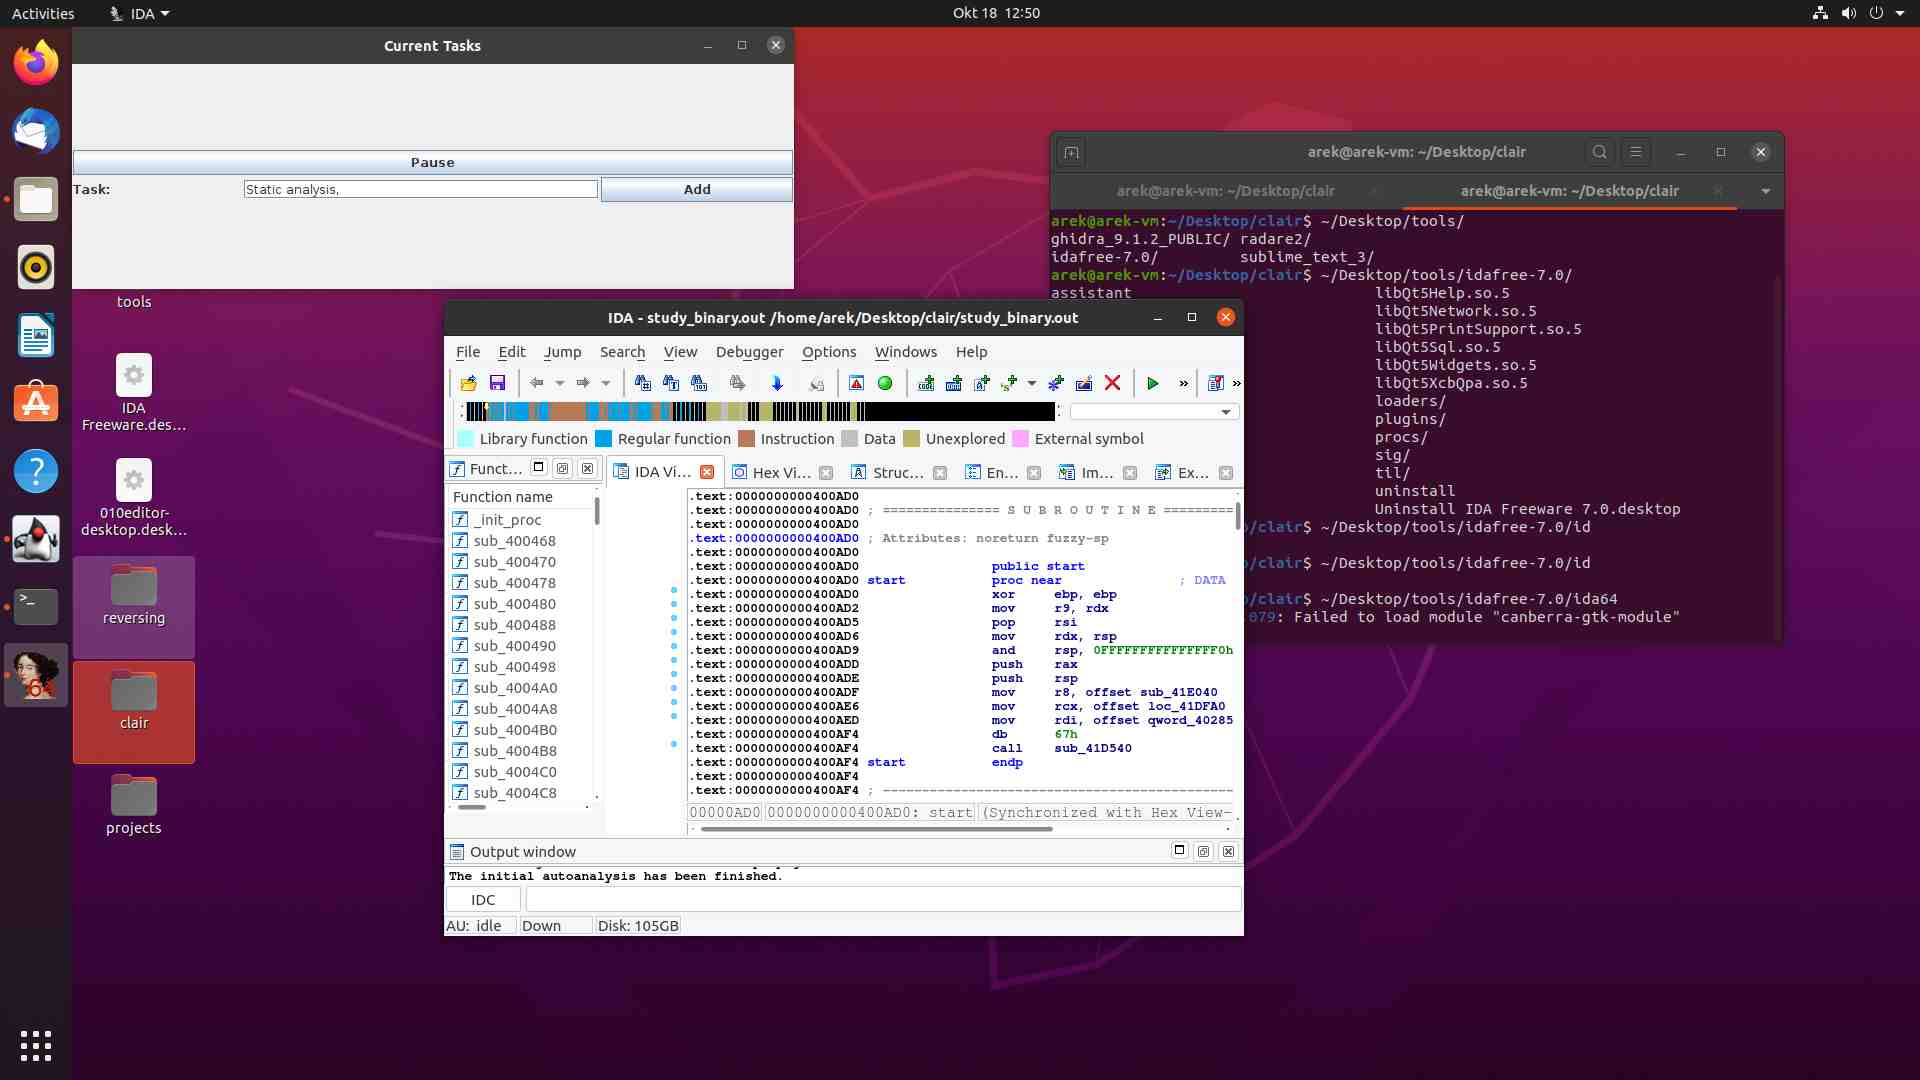 Activities
IDA
Okt 18 12:50
Current Tasks
Pause
Task:
Static analysis,
Add
tools
IDA
Freeware.des...
010editor-
desktop.desk...
reversing
clair
projects
64
arek@arek-vm: ~/Desktop/clair
arek@arek-vm: ~/Desktop/clair
arek@arek-vm: ~/Desktop/clair
arek@arek-vm:~/Desktop/clair$ ~/Desktop/tools/
ghidra_9.1.2_PUBLIC/ radare2/
idafree-7.0/ sublime_text_3/
arek@arek-vm:~/Desktop/clair$ ~/Desktop/tools/idafree-7.0/
assistant libQt5Help.so.5
libQt5Network.so.5
libQt5PrintSupport.so.5
libQt5Sql.so.5
libQt5Widgets.so.5
libQt5XcbQpa.so.5
loaders/
plugins/
procs/
sig/
til/
uninstall
Uninstall IDA Freeware 7.0.desktop
/clair$ ~/Desktop/tools/idafree-7.0/id
/clair$ ~/Desktop/tools/idafree-7.0/id
/clair$ ~/Desktop/tools/idafree-7.0/ida64
079: Failed to load module "canberra-gtk-module"
IDA - study_binary.out /home/arek/Desktop/clair/study_binary.out
File Edit Jump Search View Debugger Options Windows Help
Library function Regular function Instruction Data Unexplored External symbol
Funct...
IDA Vi...
Hex Vi...
Struc...
En...
Im...
Ex...
Function name
_init_proc
sub_400468
sub_400470
sub_400478
sub_400480
sub_400488
sub_400490
sub_400498
sub_4004A0
sub_4004A8
sub_4004B0
sub_4004B8
sub_4004C0
sub_4004C8
.text:0000000000400AD0
.text:0000000000400AD0 ; =============== S U B R O U T I N E =========
.text:0000000000400AD0
.text:0000000000400AD0 ; Attributes: noreturn fuzzy-sp
.text:0000000000400AD0
.text:0000000000400AD0 public start
.text:0000000000400AD0 start proc near ; DATA
.text:0000000000400AD0 xor ebp, ebp
.text:0000000000400AD2 mov r9, rdx
.text:0000000000400AD5 pop rsi
.text:0000000000400AD6 mov rdx, rsp
.text:0000000000400AD9 and rsp, 0FFFFFFFFFFFFFFF0h
.text:0000000000400ADD push rax
.text:0000000000400ADE push rsp
.text:0000000000400ADF mov r8, offset sub_41E040
.text:0000000000400AE6 mov rcx, offset loc_41DFA0
.text:0000000000400AED mov rdi, offset qword_40285
.text:0000000000400AF4 db 67h
.text:0000000000400AF4 call sub_41D540
.text:0000000000400AF4 start endp
.text:0000000000400AF4
.text:0000000000400AF4 ; ---------------------------------------------
00000AD0 0000000000400AD0: start (Synchronized with Hex View-
Output window
The initial autoanalysis has been finished.
IDC
AU: idle Down Disk: 105GB